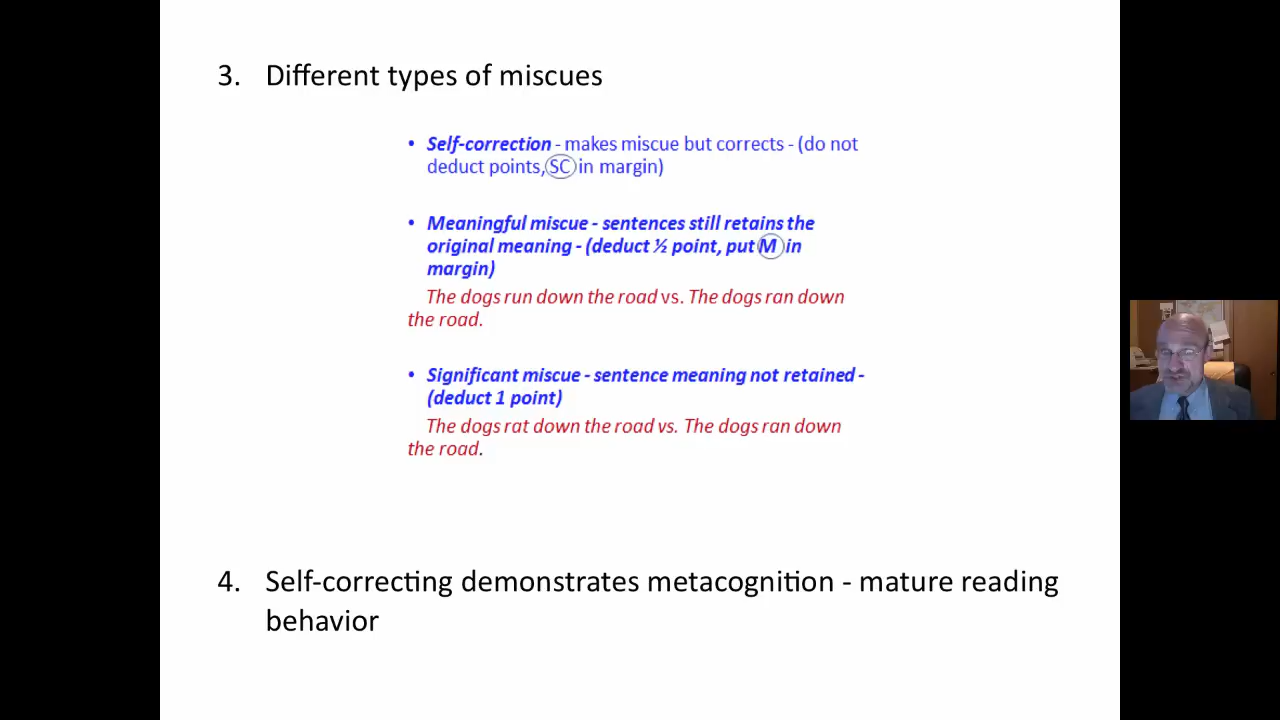 3. Different types of miscues
• Self-correction - makes miscue but corrects - (do not
deduct points, SC in margin)
• Meaningful miscue - sentences still retains the
original meaning - (deduct ½ point, put M in
margin)
The dogs run down the road vs. The dogs ran down
the road.
• Significant miscue - sentence meaning not retained -
(deduct 1 point)
The dogs rat down the road vs. The dogs ran down
the road.
4. Self-correcting demonstrates metacognition - mature reading
behavior